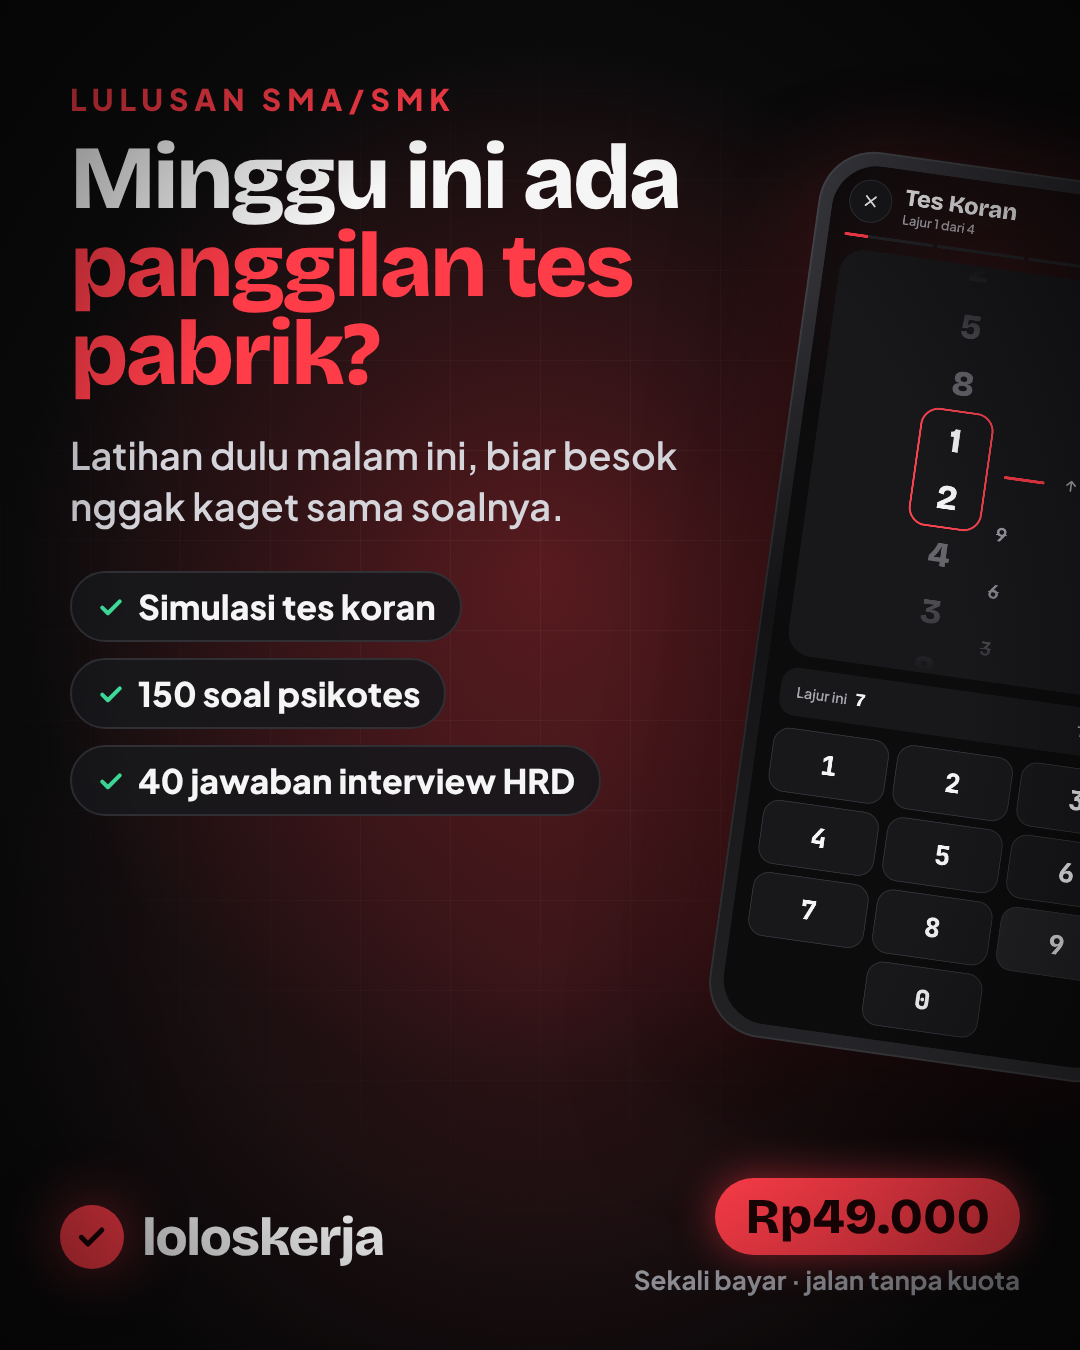 LULUSAN SMA/SMK
Minggu ini ada
panggilan tes
pabrik?
Latihan dulu malam ini, biar besok
nggak kaget sama soalnya.
Simulasi tes koran
150 soal psikotes
40 jawaban interview HRD
Tes Koran
Lajur 1 dari 4
5
8
1
2
4
9
3
6
3
Lajur ini 7
1 2 3
4 5 6
7 8 9
0
loloskerja
Rp49.000
Sekali bayar · jalan tanpa kuota